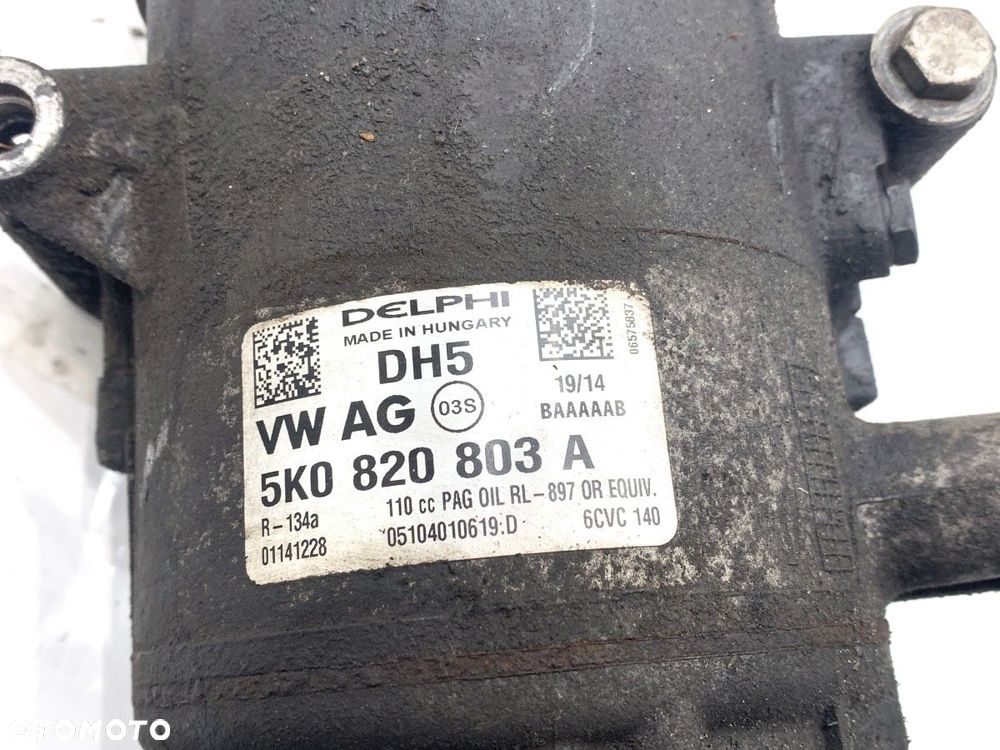 DELPHI
MADE IN HUNGARY
DH5
06575837
19/14
BAAAAAB
VW AG 03S
5K0 820 803 A
R-134a 110 cc PAG OIL RL-897 OR EQUIV.
01141228 05104010619:D 6CVC 140
OTOMOTO